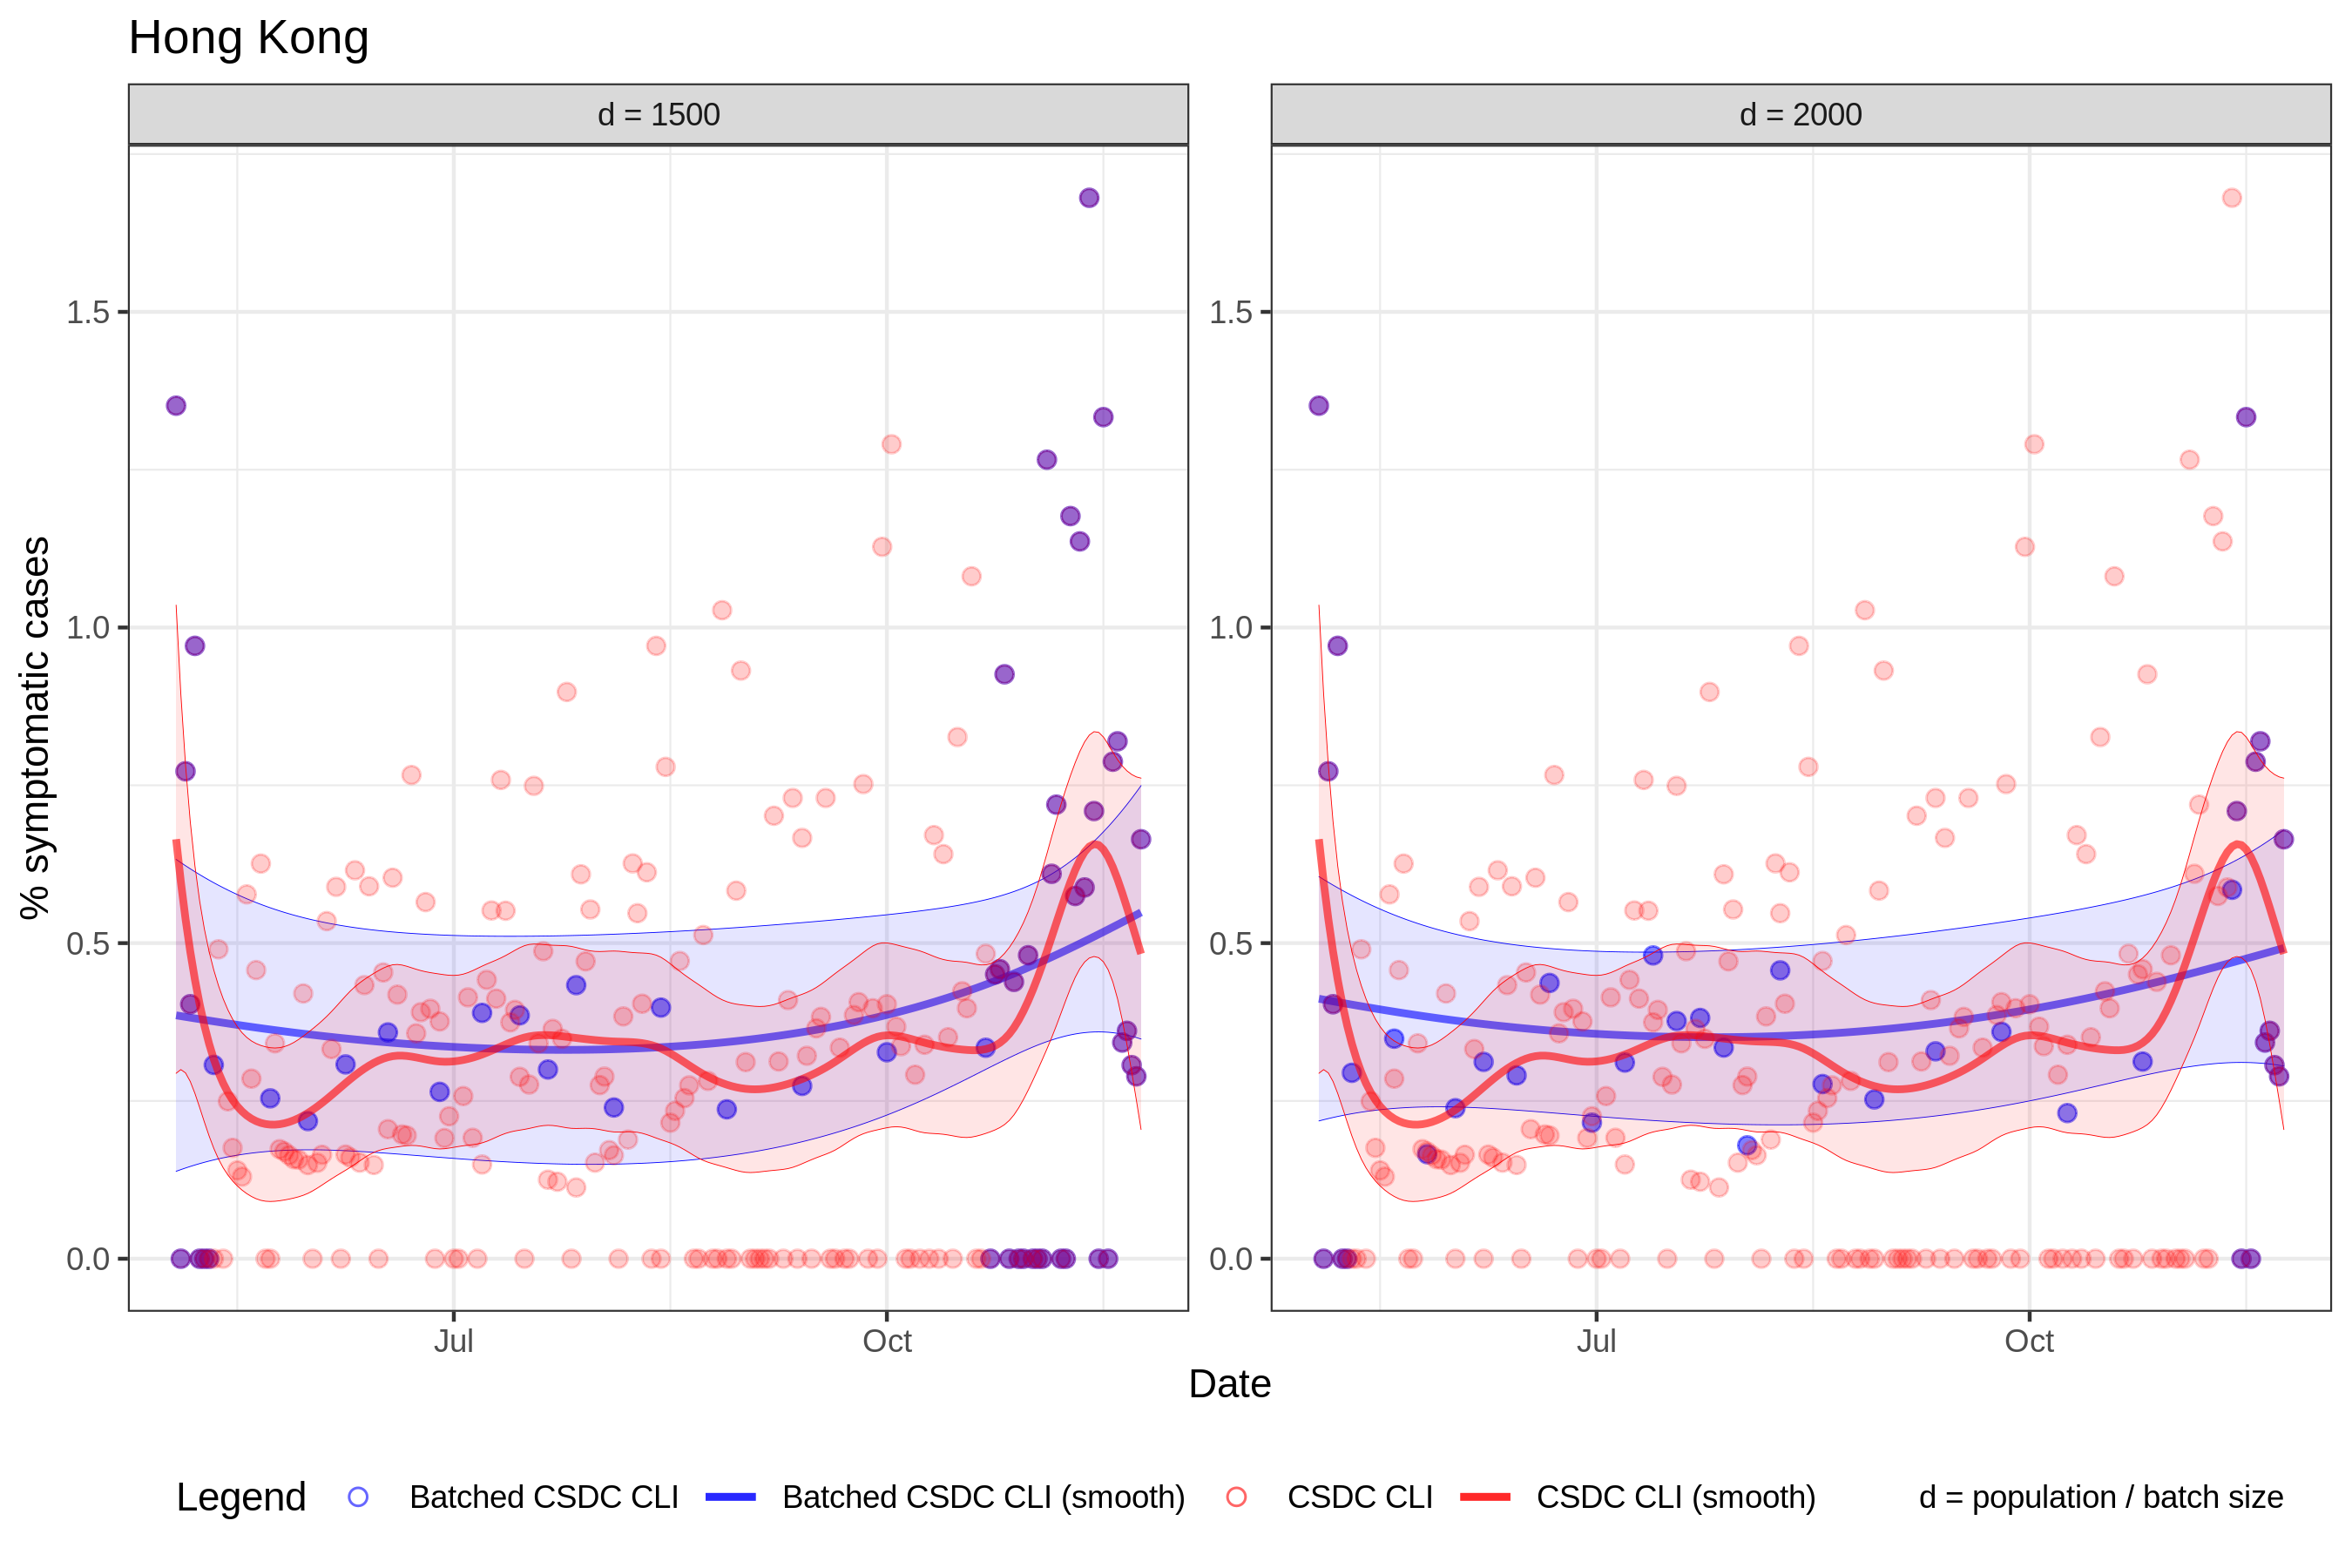 Hong Kong
d = 1500
d = 2000
% symptomatic cases
1.5
1.0
0.5
0.0
1.5
1.0
0.5
0.0
Jul
Oct
Jul
Oct
Date
Legend
Batched CSDC CLI
Batched CSDC CLI (smooth)
CSDC CLI
CSDC CLI (smooth)
d = population / batch size